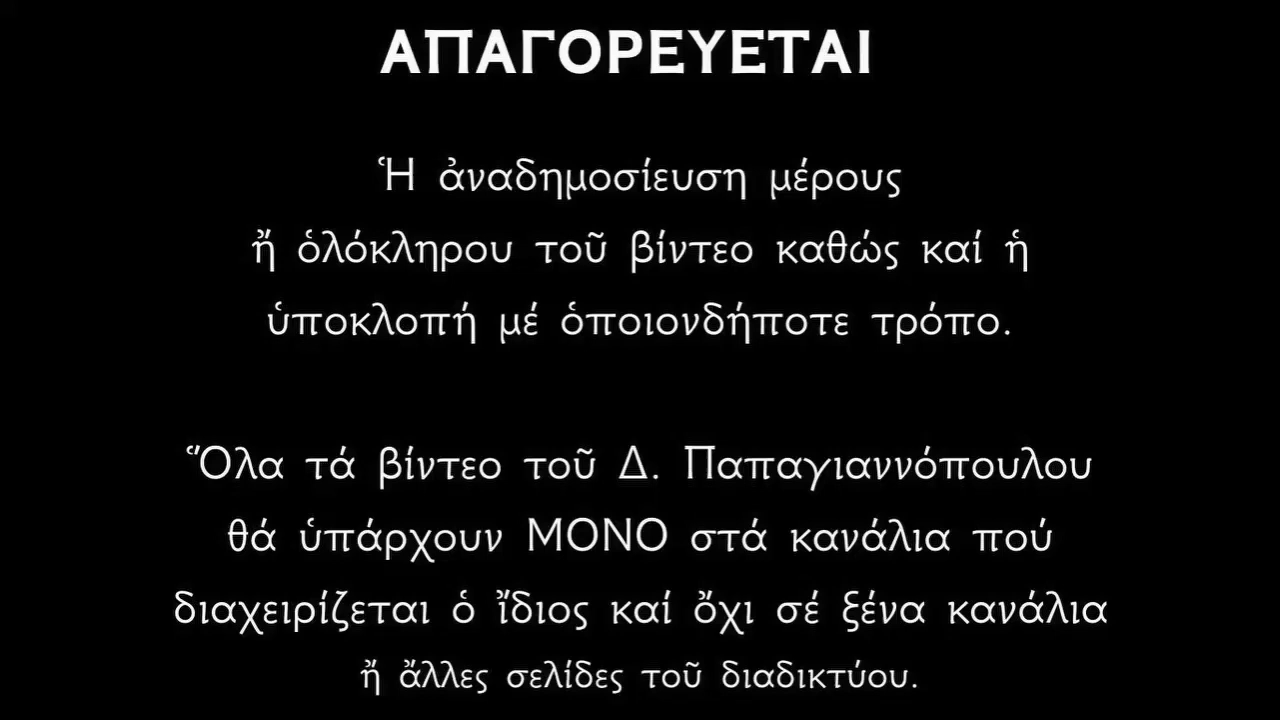 ΑΠΑΓΟΡΕΥΕΤΑΙ
Ἡ ἀναδημοσίευση μέρους
ἤ ὁλόκληρου τοῦ βίντεο καθώς καί ἡ
ὑποκλοπή μέ ὁποιονδήποτε τρόπο.
Ὅλα τά βίντεο τοῦ Δ. Παπαγιαννόπουλου
θά ὑπάρχουν ΜΟΝΟ στά κανάλια πού
διαχειρίζεται ὁ ἴδιος καί ὄχι σέ ξένα κανάλια
ἤ ἄλλες σελίδες τοῦ διαδικτύου.